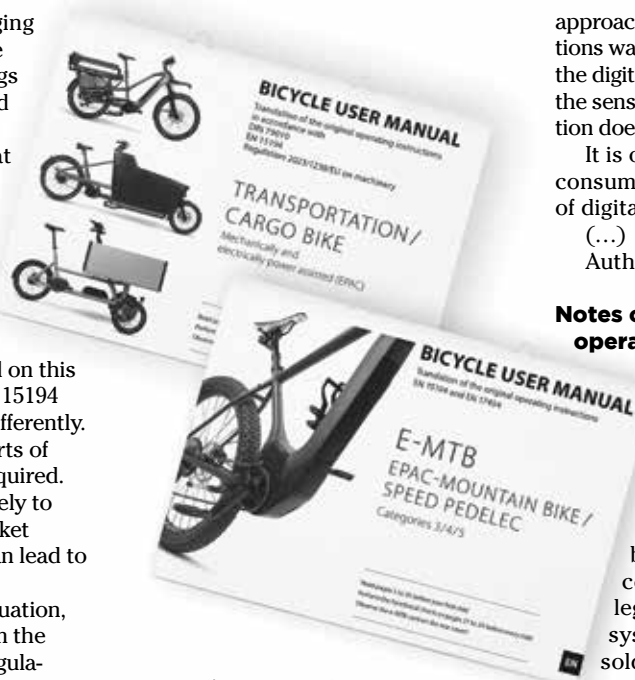 ging
e
gs
d
at
l on this
15194
fferently.
rts of
quired.
ely to
ket
an lead to
uation,
n the
gula-
BICYCLE USER MANUAL
Translation of the original operating instructions
in accordance with
DIN 79010
EN 15194
Regulation 2023/1230/EU on machinery
TRANSPORTATION/
CARGO BIKE
Mechanically and
electrically power assisted (EPAC)
BICYCLE USER MANUAL
Translation of the original operating instructions
EN 15194 and EN 17404
E-MTB
EPAC-MOUNTAIN BIKE/
SPEED PEDELEC
Categories 3/4/5
EN
approac
tions wa
the digit
the sens
tion doe
It is c
consum
of digita
(…)
Auth
Notes o
opera
b
c
leg
sys
sold